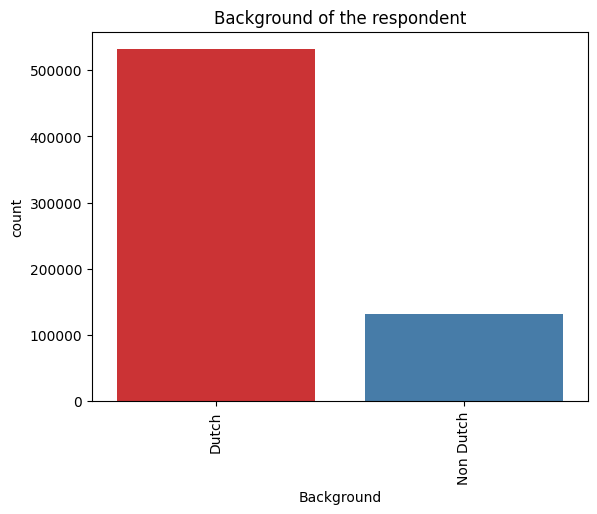 Background of the respondent
500000
400000
300000
200000
100000
0
count
Dutch
Non Dutch
Background